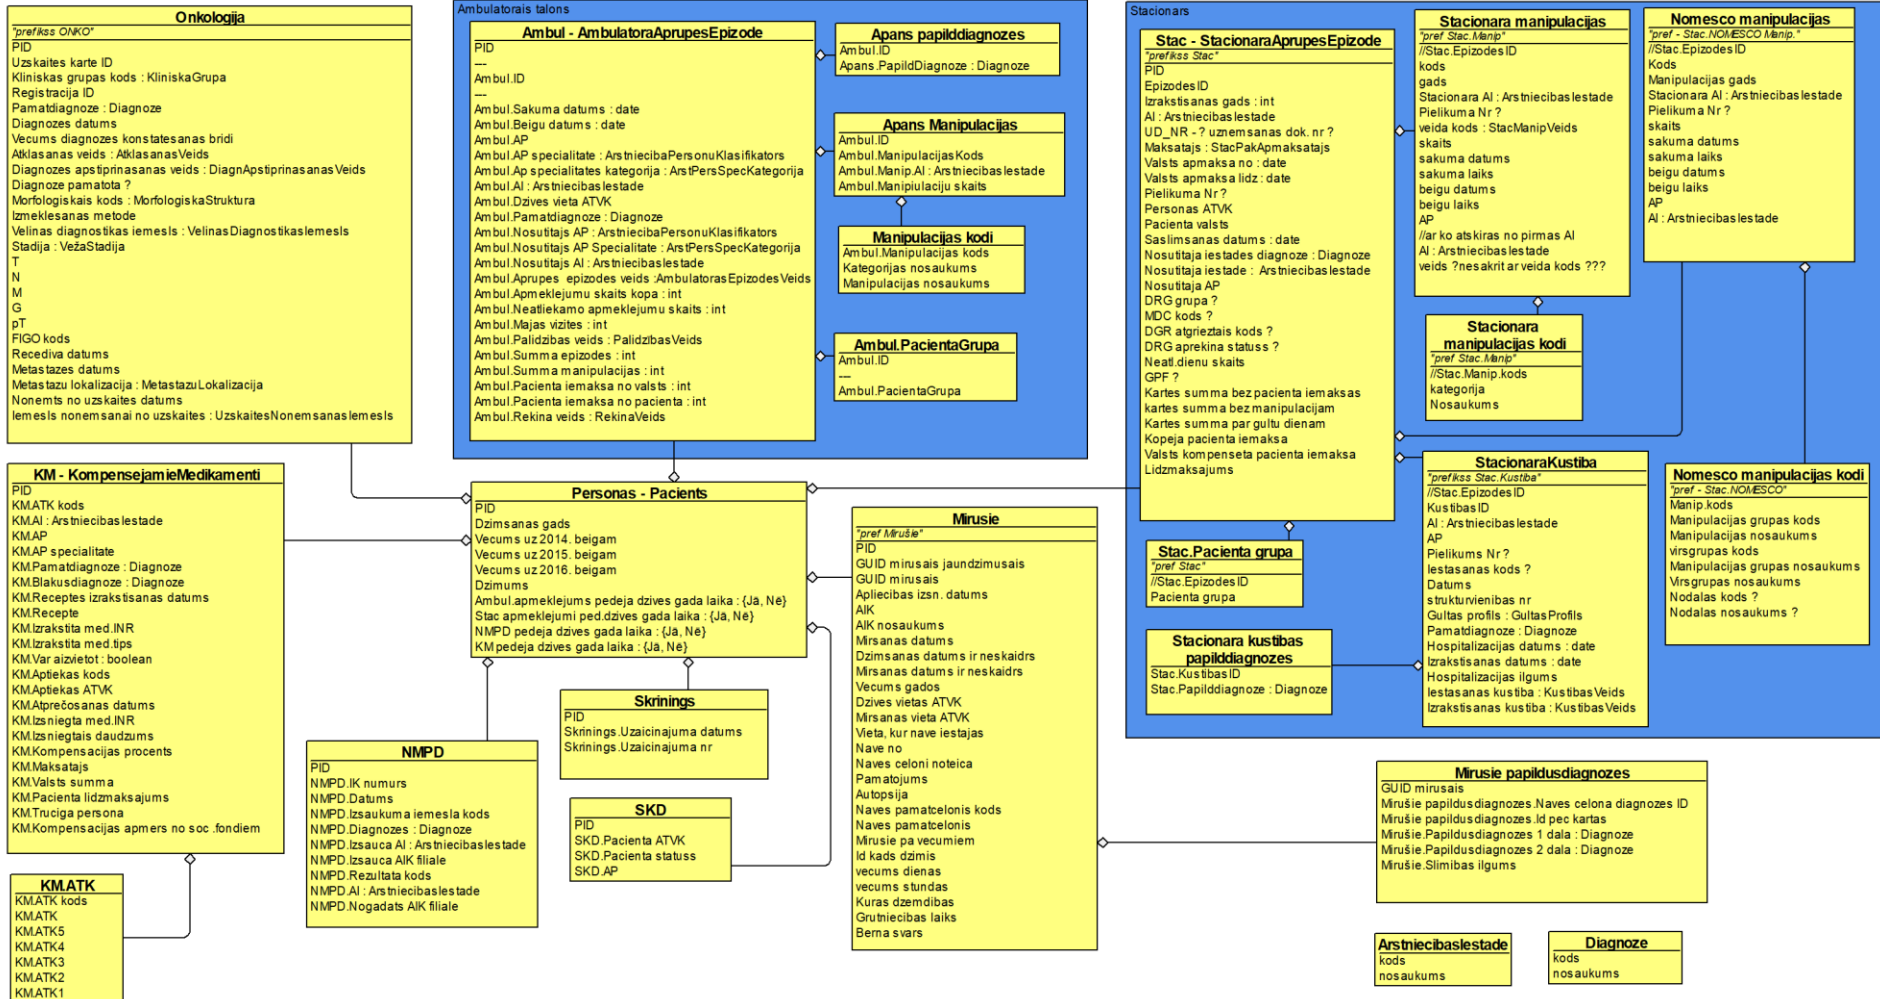 Onkologija
"prefikss ONKO"
PID
Uzskaites karte ID
Kliniskas grupas kods : KliniskaGrupa
Registracija ID
Pamatdiagnoze : Diagnoze
Diagnozes datums
Vecums diagnozes konstatesanas bridi
Atklasanas veids : AtklasanasVeids
Diagnozes apstiprinasanas veids : DiagnApstiprinasanasVeids
Diagnoze pamatota ?
Morfologiskais kods : MorfologiskaStruktura
Izmeklesanas metode
Velinas diagnostikas iemesls : VelinasDiagnostikasIemesls
Stadija : VežaStadija
T
N
M
G
pT
FIGO kods
Recediva datums
Metastazes datums
Metastazu lokalizacija : MetastazuLokalizacija
Nonemts no uzskaites datums
Iemesls nonemsanai no uzskaites : UzskaitesNonemsanasIemesls
KM - KompensejamieMedikamenti
PID
KM.ATK kods
KM.AI : ArstniecibasIestade
KM.AP
KM.AP specialitate
KM.Pamatdiagnoze : Diagnoze
KM.Blakusdiagnoze : Diagnoze
KM.Receptes izrakstisanas datums
KM.Recepte
KM.Izrakstita med.INR
KM.Izrakstita med.tips
KM.Var aizvietot : boolean
KM.Aptiekas kods
KM.Aptiekas ATVK
KM.Atprečosanas datums
KM.Izsniegta med.INR
KM.Izsniegtais daudzums
KM.Kompensacijas procents
KM.Maksatajs
KM.Valsts summa
KM.Pacienta lidzmaksajums
KM.Truciga persona
KM.Kompensacijas apmers no soc .fondiem
KM.ATK
KM.ATK kods
KM.ATK
KM.ATK5
KM.ATK4
KM.ATK3
KM.ATK2
KM.ATK1
Ambulatorais talons
Ambul - AmbulatoraAprupesEpizode
PID
---
Ambul.ID
---
Ambul.Sakuma datums : date
Ambul.Beigu datums : date
Ambul.AP
Ambul.AP specialitate : ArstniecibaPersonuKlasifikators
Ambul.Ap specialitates kategorija : ArstPersSpecKategorija
Ambul.AI : ArstniecibasIestade
Ambul.Dzives vieta ATVK
Ambul.Pamatdiagnoze : Diagnoze
Ambul.Nosutitajs AP : ArstniecibaPersonuKlasifikators
Ambul.Nosutitajs AP Specialitate : ArstPersSpecKategorija
Ambul.Nosutitajs AI : ArstniecibasIestade
Ambul.Aprupes epizodes veids :AmbulatorasEpizodesVeids
Ambul.Apmeklejumu skaits kopa : int
Ambul.Neatliekamo apmeklejumu skaits : int
Ambul.Majas vizites : int
Ambul.Palidzibas veids : PalidzībasVeids
Ambul.Summa epizodes : int
Ambul.Summa manipulacijas : int
Ambul.Pacienta iemaksa no valsts : int
Ambul.Pacienta iemaksa no pacienta : int
Ambul.Rekina veids : RekinaVeids
Apans papilddiagnozes
Ambul.ID
Apans.PapildDiagnoze : Diagnoze
Apans Manipulacijas
Ambul.ID
Ambul.ManipulacijasKods
Ambul.Manip.AI : ArstniecibasIestade
Ambul.Manipiulaciju skaits
Manipulacijas kodi
Ambul.Manipulacijas kods
Kategorijas nosaukums
Manipulacijas nosaukums
Ambul.PacientaGrupa
Ambul.ID
---
Ambul.PacientaGrupa
Personas - Pacients
PID
Dzimsanas gads
Vecums uz 2014. beigam
Vecums uz 2015. beigam
Vecums uz 2016. beigam
Dzimums
Ambul.apmeklejums pedeja dzives gada laika : {Jā, Nē}
Stac apmeklejumi ped.dzives gada laika : {Jā, Nē}
NMPD pedeja dzives gada laika : {Jā, Nē}
KM pedeja dzives gada laika : {Jā, Nē}
NMPD
PID
NMPD.IK numurs
NMPD.Datums
NMPD.Izsaukuma iemesla kods
NMPD.Diagnozes : Diagnoze
NMPD.Izsauca AI : ArstniecibasIestade
NMPD.Izsauca AIK filiale
NMPD.Rezultata kods
NMPD.AI : ArstniecibasIestade
NMPD.Nogadats AIK filiale
Skrinings
PID
Skrinings.Uzaicinajuma datums
Skrinings.Uzaicinajuma nr
SKD
PID
SKD.Pacienta ATVK
SKD.Pacienta statuss
SKD.AP
Mirusie
"pref Mirušie"
PID
GUID mirusais jaundzimusais
GUID mirusais
Apliecibas izsn. datums
AIK
AIK nosaukums
Mirsanas datums
Dzimsanas datums ir neskaidrs
Mirsanas datums ir neskaidrs
Vecums gados
Dzives vietas ATVK
Mirsanas vieta ATVK
Vieta, kur nave iestajas
Nave no
Naves celoni noteica
Pamatojums
Autopsija
Naves pamatcelonis kods
Naves pamatcelonis
Mirusie pa vecumiem
Id kads dzimis
vecums dienas
vecums stundas
Kuras dzemdibas
Grutniecibas laiks
Berna svars
Stacionars
Stac - StacionaraAprupesEpizode
"prefikss Stac"
PID
EpizodesID
Izrakstisanas gads : int
AI : ArstniecibasIestade
UD_NR - ? uznemsanas dok. nr ?
Maksatajs : StacPakApmaksatajs
Valsts apmaksa no : date
Valsts apmaksa lidz : date
Pielikuma Nr ?
Personas ATVK
Pacienta valsts
Saslimsanas datums : date
Nosutitaja iestades diagnoze : Diagnoze
Nosutitaja iestade : ArstniecibasIestade
Nosutitaja AP
DRG grupa ?
MDC kods ?
DGR atgrieztais kods ?
DRG aprekina statuss ?
Neatl.dienu skaits
GPF ?
Kartes summa bez pacienta iemaksas
kartes summa bez manipulacijam
Kartes summa par gultu dienam
Kopeja pacienta iemaksa
Valsts kompenseta pacienta iemaksa
Lidzmaksajums
Stacionara manipulacijas
"pref Stac.Manip"
//Stac.EpizodesID
kods
gads
Stacionara AI : ArstniecibasIestade
Pielikuma Nr ?
veida kods : StacManipVeids
skaits
sakuma datums
sakuma laiks
beigu datums
beigu laiks
AP
//ar ko atskiras no pirmas AI
AI : ArstniecibasIestade
veids ?nesakrit ar veida kods ???
Nomesco manipulacijas
"pref - Stac.NOMESCO Manip."
//Stac.EpizodesID
Kods
Manipulacijas gads
Stacionara AI : ArstniecibasIestade
Pielikuma Nr ?
skaits
sakuma datums
sakuma laiks
beigu datums
beigu laiks
AP
AI : ArstniecibasIestade
Stacionara
manipulacijas kodi
"pref Stac.Manip"
//Stac.Manip.kods
kategorija
Nosaukums
StacionaraKustiba
"prefikss Stac.Kustiba"
//Stac.EpizodesID
KustibasID
AI : ArstniecibasIestade
AP
Pielikums Nr ?
Iestasanas kods ?
Datums
strukturvienibas nr
Gultas profils : GultasProfils
Pamatdiagnoze : Diagnoze
Hospitalizacijas datums : date
Izrakstisanas datums : date
Hospitalizacijas ilgums
Iestasanas kustiba : KustibasVeids
Izrakstisanas kustiba : KustibasVeids
Nomesco manipulacijas kodi
"pref - Stac.NOMESCO"
Manip.kods
Manipulacijas grupas kods
Manipulacijas nosaukums
virsgrupas kods
Manipulacijas grupas nosaukums
Virsgrupas nosaukums
Nodalas kods ?
Nodalas nosaukums ?
Stac.Pacienta grupa
"pref Stac"
//Stac.EpizodesID
Pacienta grupa
Stacionara kustibas
papilddiagnozes
Stac.KustibasID
Stac.Papilddiagnoze : Diagnoze
Mirusie papildusdiagnozes
GUID mirusais
Mirušie papildusdiagnozes.Naves celona diagnozes ID
Mirušie papildusdiagnozes.Id pec kartas
Mirušie.Papildusdiagnozes 1 dala : Diagnoze
Mirušie.Papildusdiagnozes 2 dala : Diagnoze
Mirušie.Slimibas ilgums
ArstniecibasIestade
kods
nosaukums
Diagnoze
kods
nosaukums